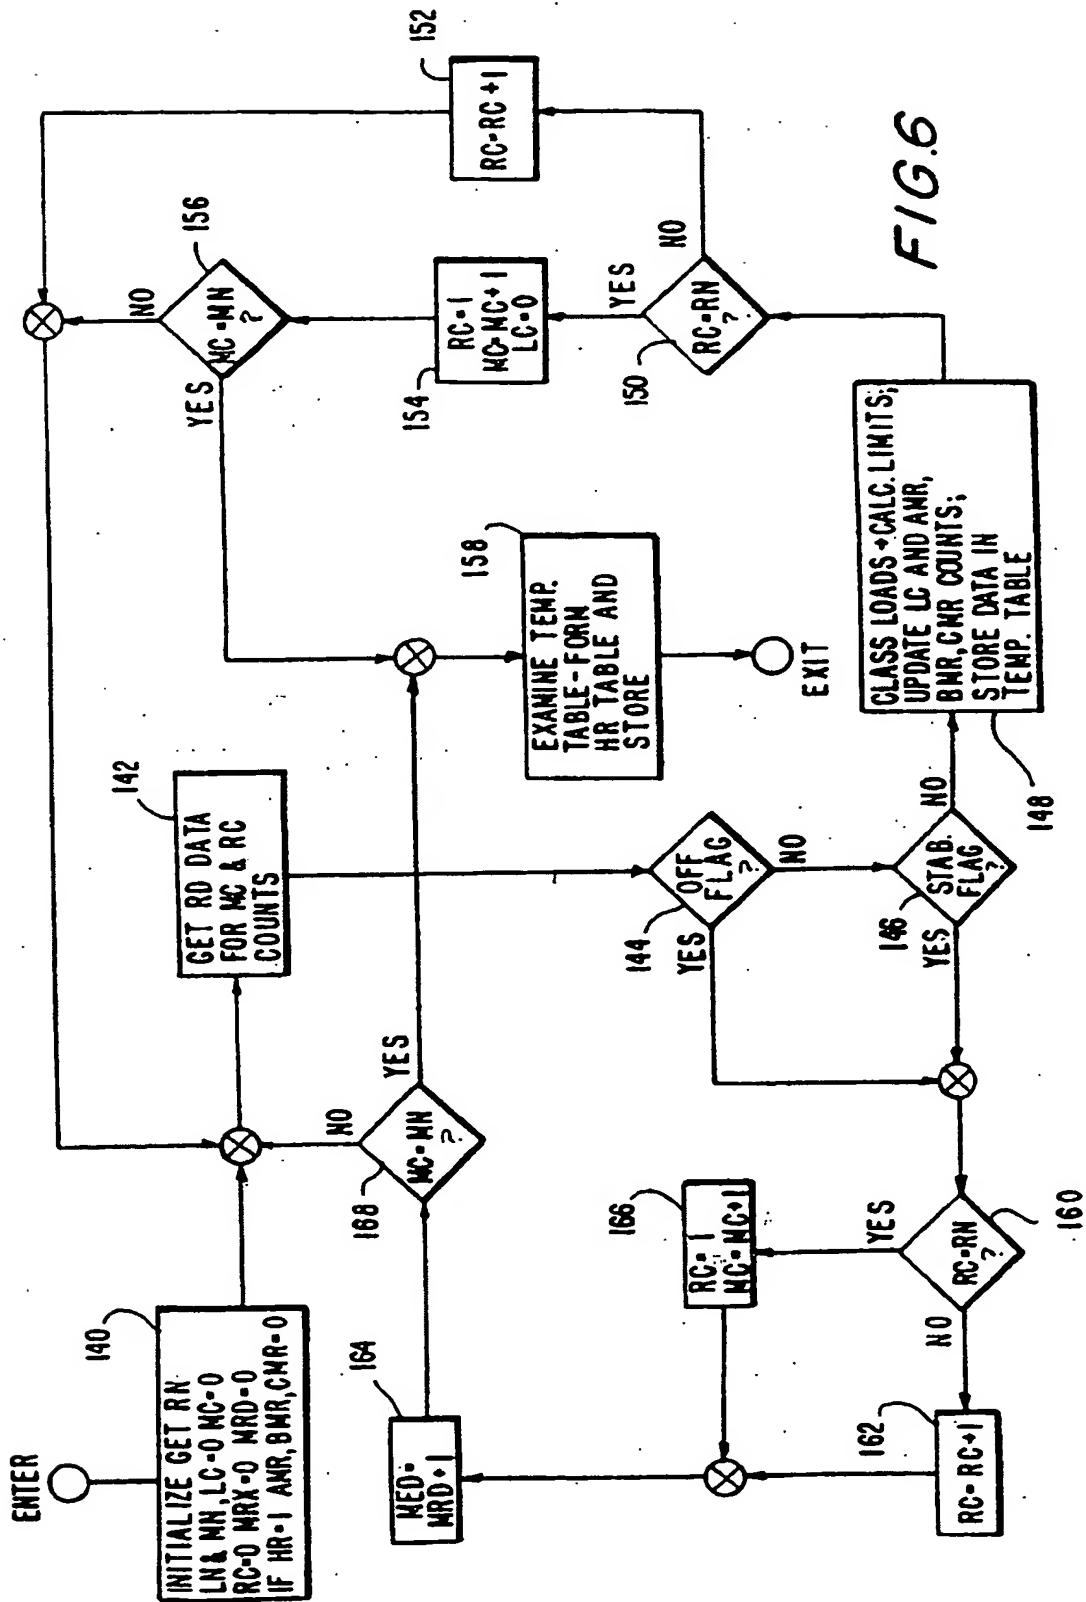 ENTER
140
INITIALIZE GET RN
LN & MN, LC=0 MC=0
RC=0 MRX=0 MRD=0
IF HR=1 AMR, BMR, CMR=0
142
GET RD DATA
FOR MC & RC
COUNTS
144
OFF
FLAG
?
YES
NO
146
STAB.
FLAG
?
YES
NO
148
CLASS LOADS+CALC. LIMITS;
UPDATE LC AND AMR,
BMR, CMR COUNTS;
STORE DATA IN
TEMP. TABLE
150
RC=RN
?
YES
NO
152
RC=RC+1
154
RC=1
MC=MC+1
LC=0
156
MC=MN
?
YES
NO
158
EXAMINE TEMP.
TABLE-FORM
HR TABLE AND
STORE
EXIT
160
RC=RN
?
YES
NO
162
RC=RC+1
164
MED=
MRD+1
166
RC=1
MC=MC+1
168
MC=MN
?
YES
NO
FIG.6